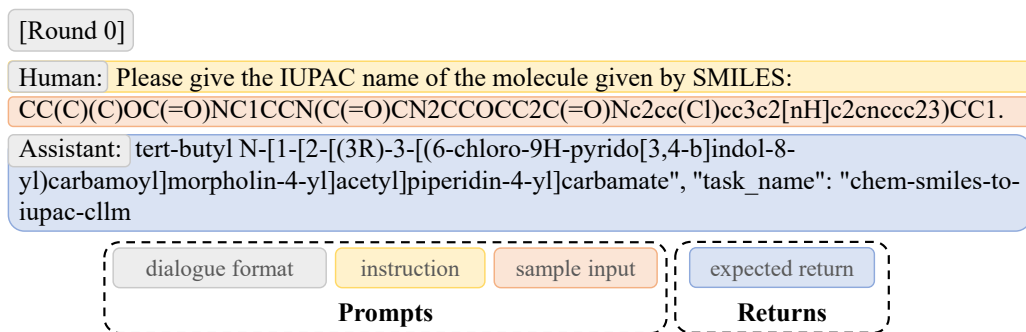 [Round 0]
Human: Please give the IUPAC name of the molecule given by SMILES:
CC(C)(C)OC(=O)NC1CCN(C(=O)CN2CCOCC2C(=O)Nc2cc(Cl)cc3c2[nH]c2cnccc23)CC1.
Assistant: tert-butyl N-[1-[2-[(3R)-3-[(6-chloro-9H-pyrido[3,4-b]indol-8-
yl)carbamoyl]morpholin-4-yl]acetyl]piperidin-4-yl]carbamate", "task_name": "chem-smiles-to-
iupac-cllm
dialogue format instruction sample input expected return
Prompts Returns